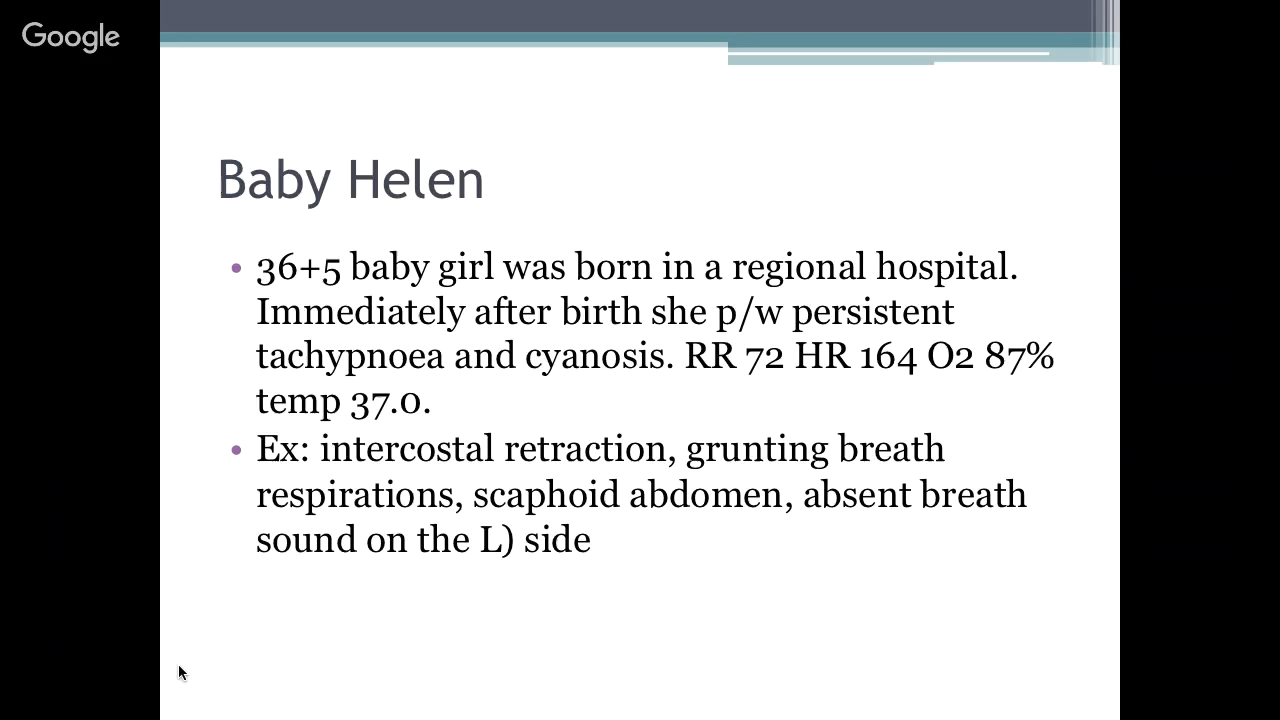 Google
Baby Helen
• 36+5 baby girl was born in a regional hospital.
Immediately after birth she p/w persistent
tachypnoea and cyanosis. RR 72 HR 164 O2 87%
temp 37.0.
• Ex: intercostal retraction, grunting breath
respirations, scaphoid abdomen, absent breath
sound on the L) side